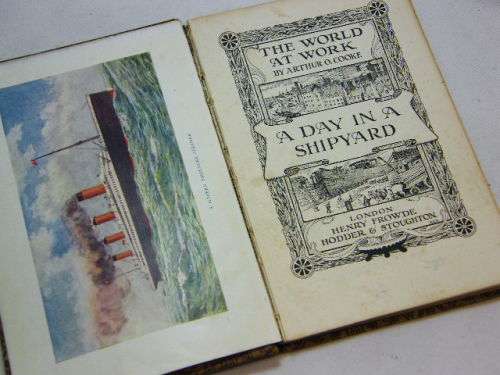 THE WORLD
AT WORK
BY ARTHUR O. COOKE
A DAY IN A
SHIPYARD
LONDON
HENRY FROWDE
HODDER & STOUGHTON